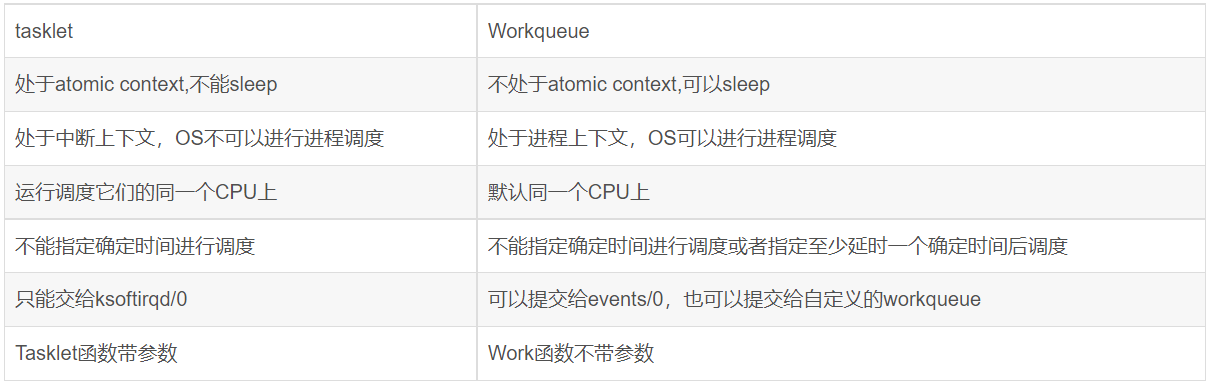 tasklet Workqueue
处于atomic context,不能sleep 不处于atomic context,可以sleep
处于中断上下文，OS不可以进行进程调度 处于进程上下文，OS可以进行进程调度
运行调度它们的同一个CPU上 默认同一个CPU上
不能指定确定时间进行调度 不能指定确定时间进行调度或者指定至少延时一个确定时间后调度
只能交给ksoftirqd/0 可以提交给events/0，也可以提交给自定义的workqueue
Tasklet函数带参数 Work函数不带参数